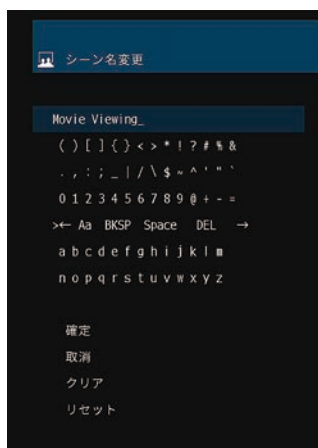 シーン名変更
Movie Viewing_
( ) [ ] { } < > * ! ? # % &
. , : ; _ | / \ $ ~ ^ ' " `
0 1 2 3 4 5 6 7 8 9 @ + - =
>← Aa BKSP Space DEL →
a b c d e f g h i j k l m
n o p q r s t u v w x y z
確定
取消
クリア
リセット